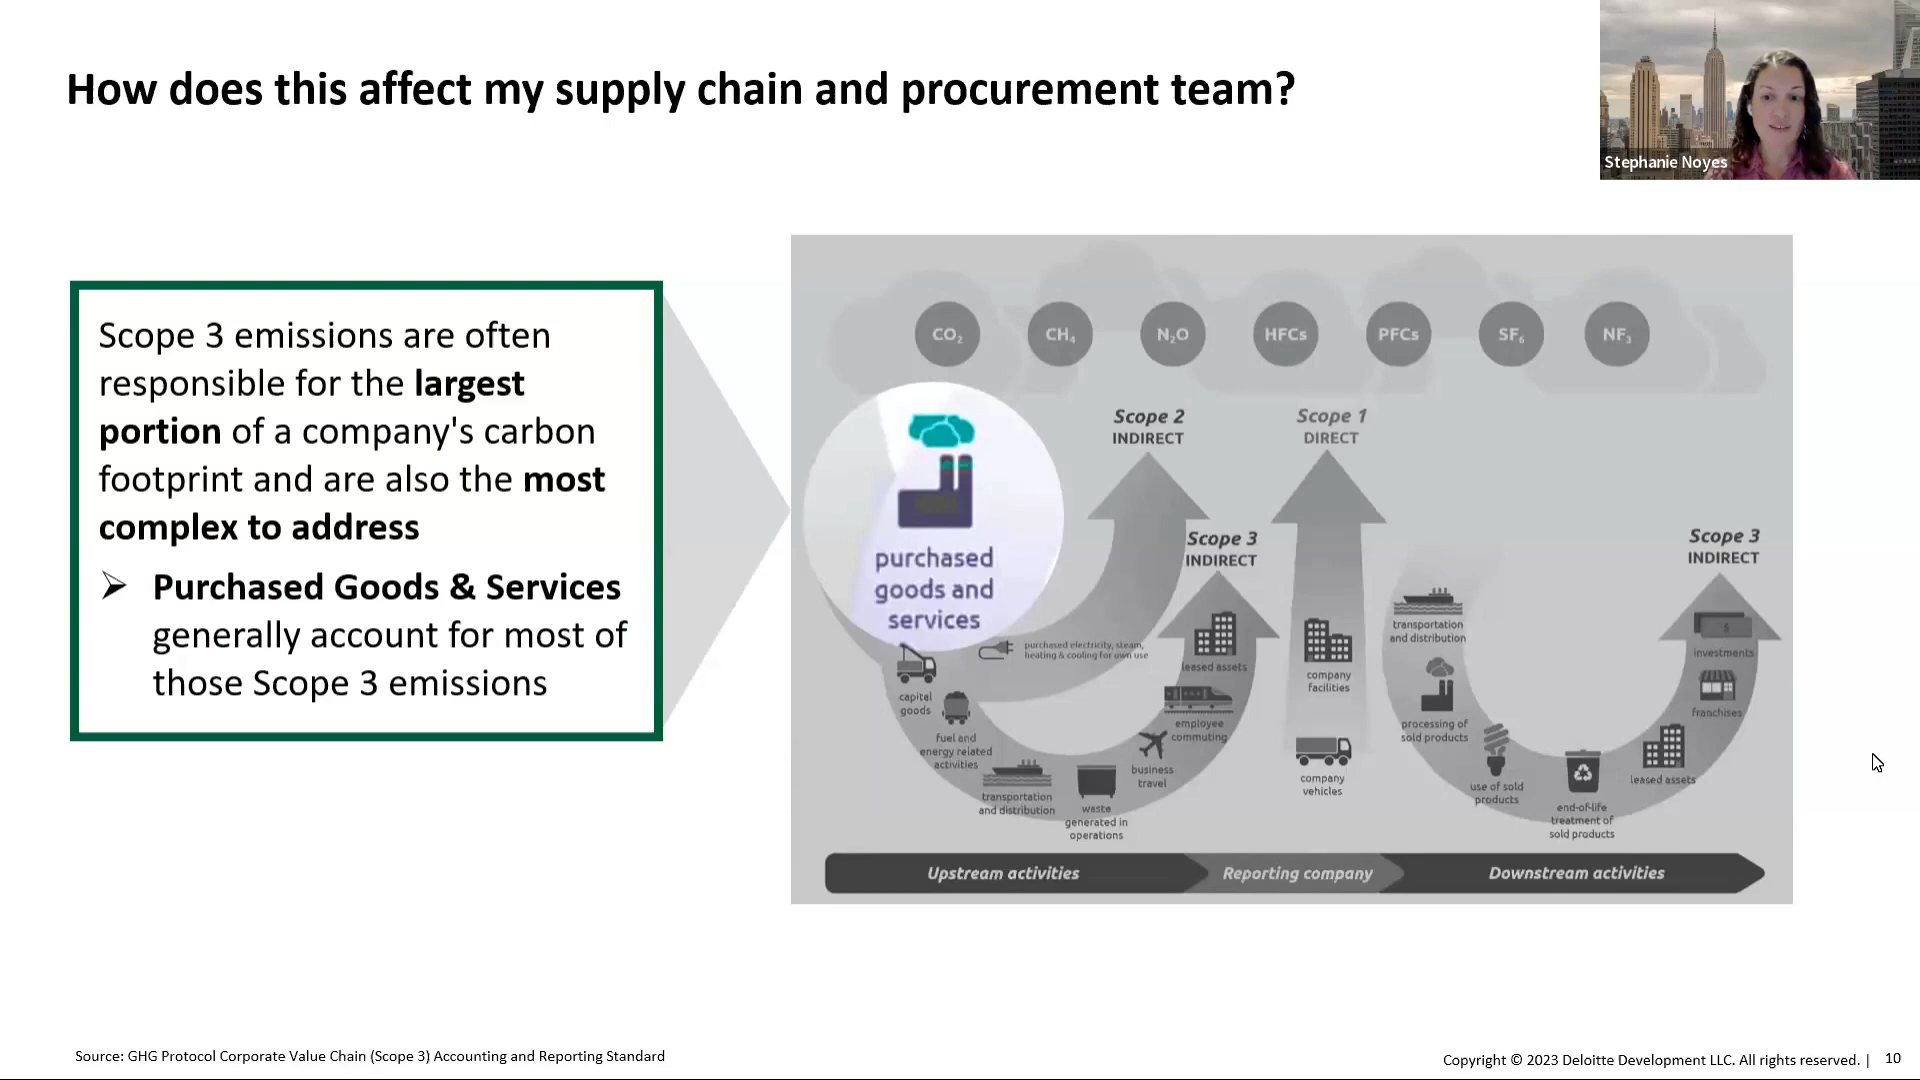 How does this affect my supply chain and procurement team?
Stephanie Noyes
Scope 3 emissions are often
responsible for the largest
portion of a company's carbon
footprint and are also the most
complex to address
➢ Purchased Goods & Services
generally account for most of
those Scope 3 emissions
CO₂
CH₄
N₂O
HFCs
PFCs
SF₆
NF₃
purchased
goods and
services
Scope 2
INDIRECT
Scope 1
DIRECT
Scope 3
INDIRECT
Scope 3
INDIRECT
purchased electricity, steam,
heating & cooling for own use
capital
goods
fuel and
energy related
activities
transportation
and distribution
waste
generated in
operations
business
travel
employee
commuting
leased assets
company
facilities
company
vehicles
transportation
and distribution
processing of
sold products
use of sold
products
end-of-life
treatment of
sold products
leased assets
franchises
$
investments
Upstream activities
Reporting company
Downstream activities
Source: GHG Protocol Corporate Value Chain (Scope 3) Accounting and Reporting Standard
Copyright © 2023 Deloitte Development LLC. All rights reserved. | 10